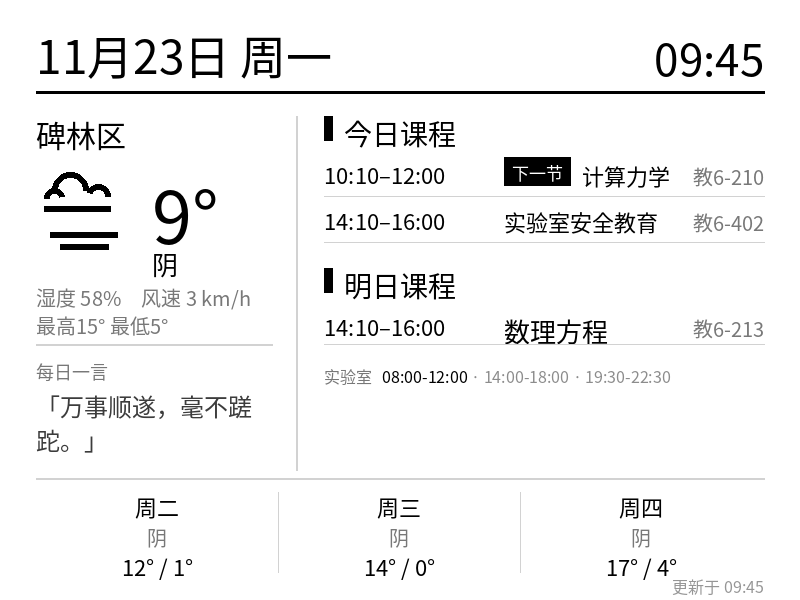 11月23日 周一 09:45
碑林区
9°
阴
湿度 58% 风速 3 km/h
最高15° 最低5°
每日一言
「万事顺遂，毫不蹉
跎。」
今日课程
10:10–12:00 下一节 计算力学 教6-210
14:10–16:00 实验室安全教育 教6-402
明日课程
14:10–16:00 数理方程 教6-213
实验室 08:00-12:00 · 14:00-18:00 · 19:30-22:30
周二 周三 周四
阴 阴 阴
12° / 1° 14° / 0° 17° / 4°
更新于 09:45